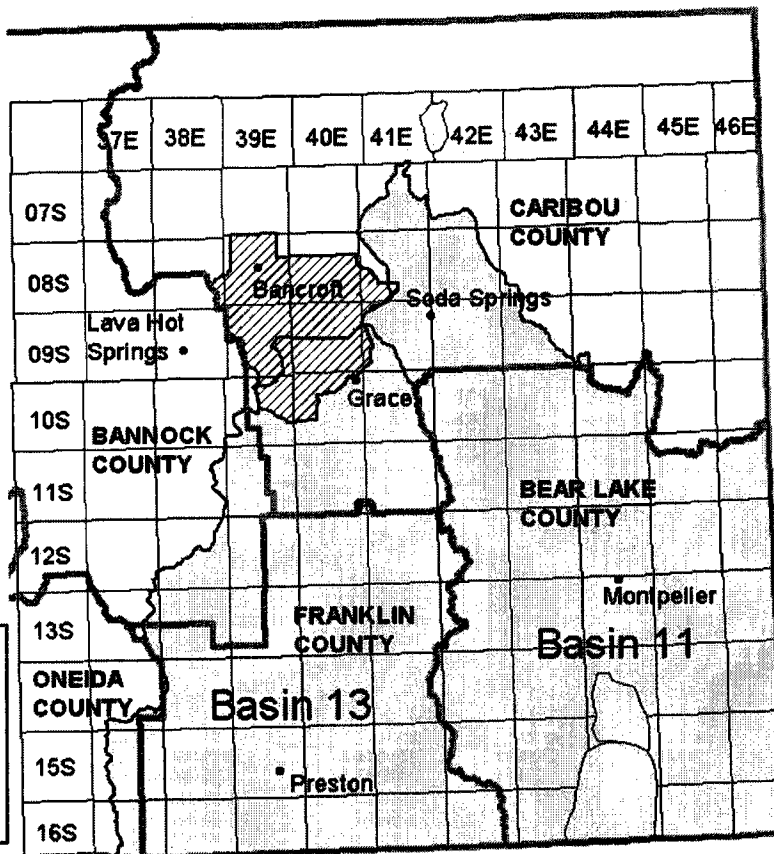 37E 38E 39E 40E 41E 42E 43E 44E 45E 46E
07S
CARIBOU
COUNTY
08S
Bancroft
Soda Springs
Lava Hot
Springs
09S
Grace
10S
BANNOCK
COUNTY
11S
BEAR LAKE
COUNTY
12S
Montpelier
13S
FRANKLIN
COUNTY
Basin 11
ONEIDA
COUNTY
Basin 13
15S
Preston
16S